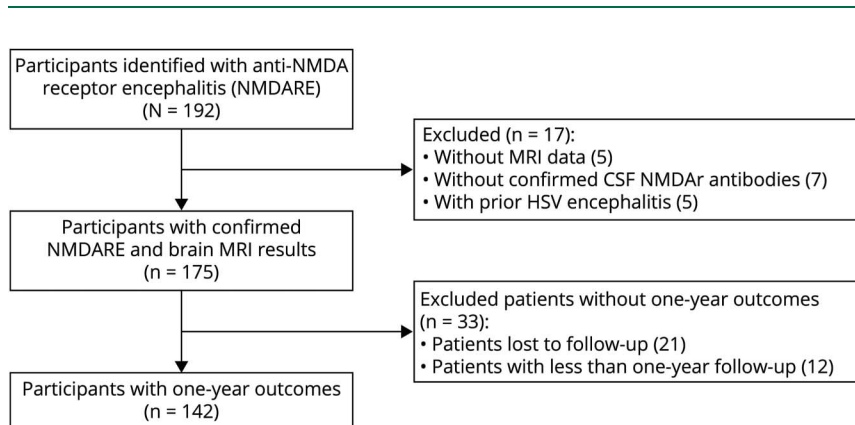 Participants identified with anti-NMDA
receptor encephalitis (NMDARE)
(N = 192)
Excluded (n = 17):
• Without MRI data (5)
• Without confirmed CSF NMDAr antibodies (7)
• With prior HSV encephalitis (5)
Participants with confirmed
NMDARE and brain MRI results
(n = 175)
Excluded patients without one-year outcomes
(n = 33):
• Patients lost to follow-up (21)
• Patients with less than one-year follow-up (12)
Participants with one-year outcomes
(n = 142)